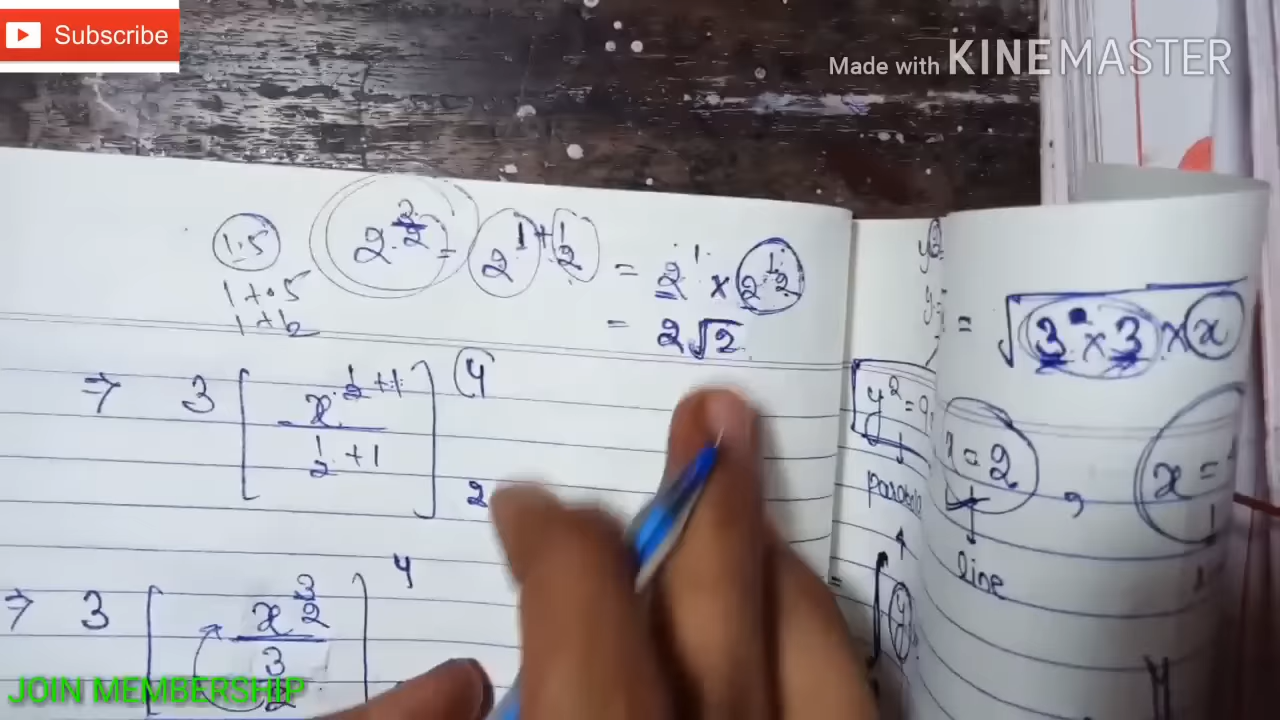 Subscribe
Made with KINEMASTER
1.5
1+.5
1+½
2^{3/2} = 2^{1+1/2} = 2^1 × 2^{1/2}
= 2√2
⇒ 3 [ x^{1/2+1} / (1/2 + 1) ]_2^4
⇒ 3 [ x^{3/2} / (3/2) ]^4
= √(3 × 3 × x)
y² = 9
x = 2 , x =
parabola
line
JOIN MEMBERSHIP